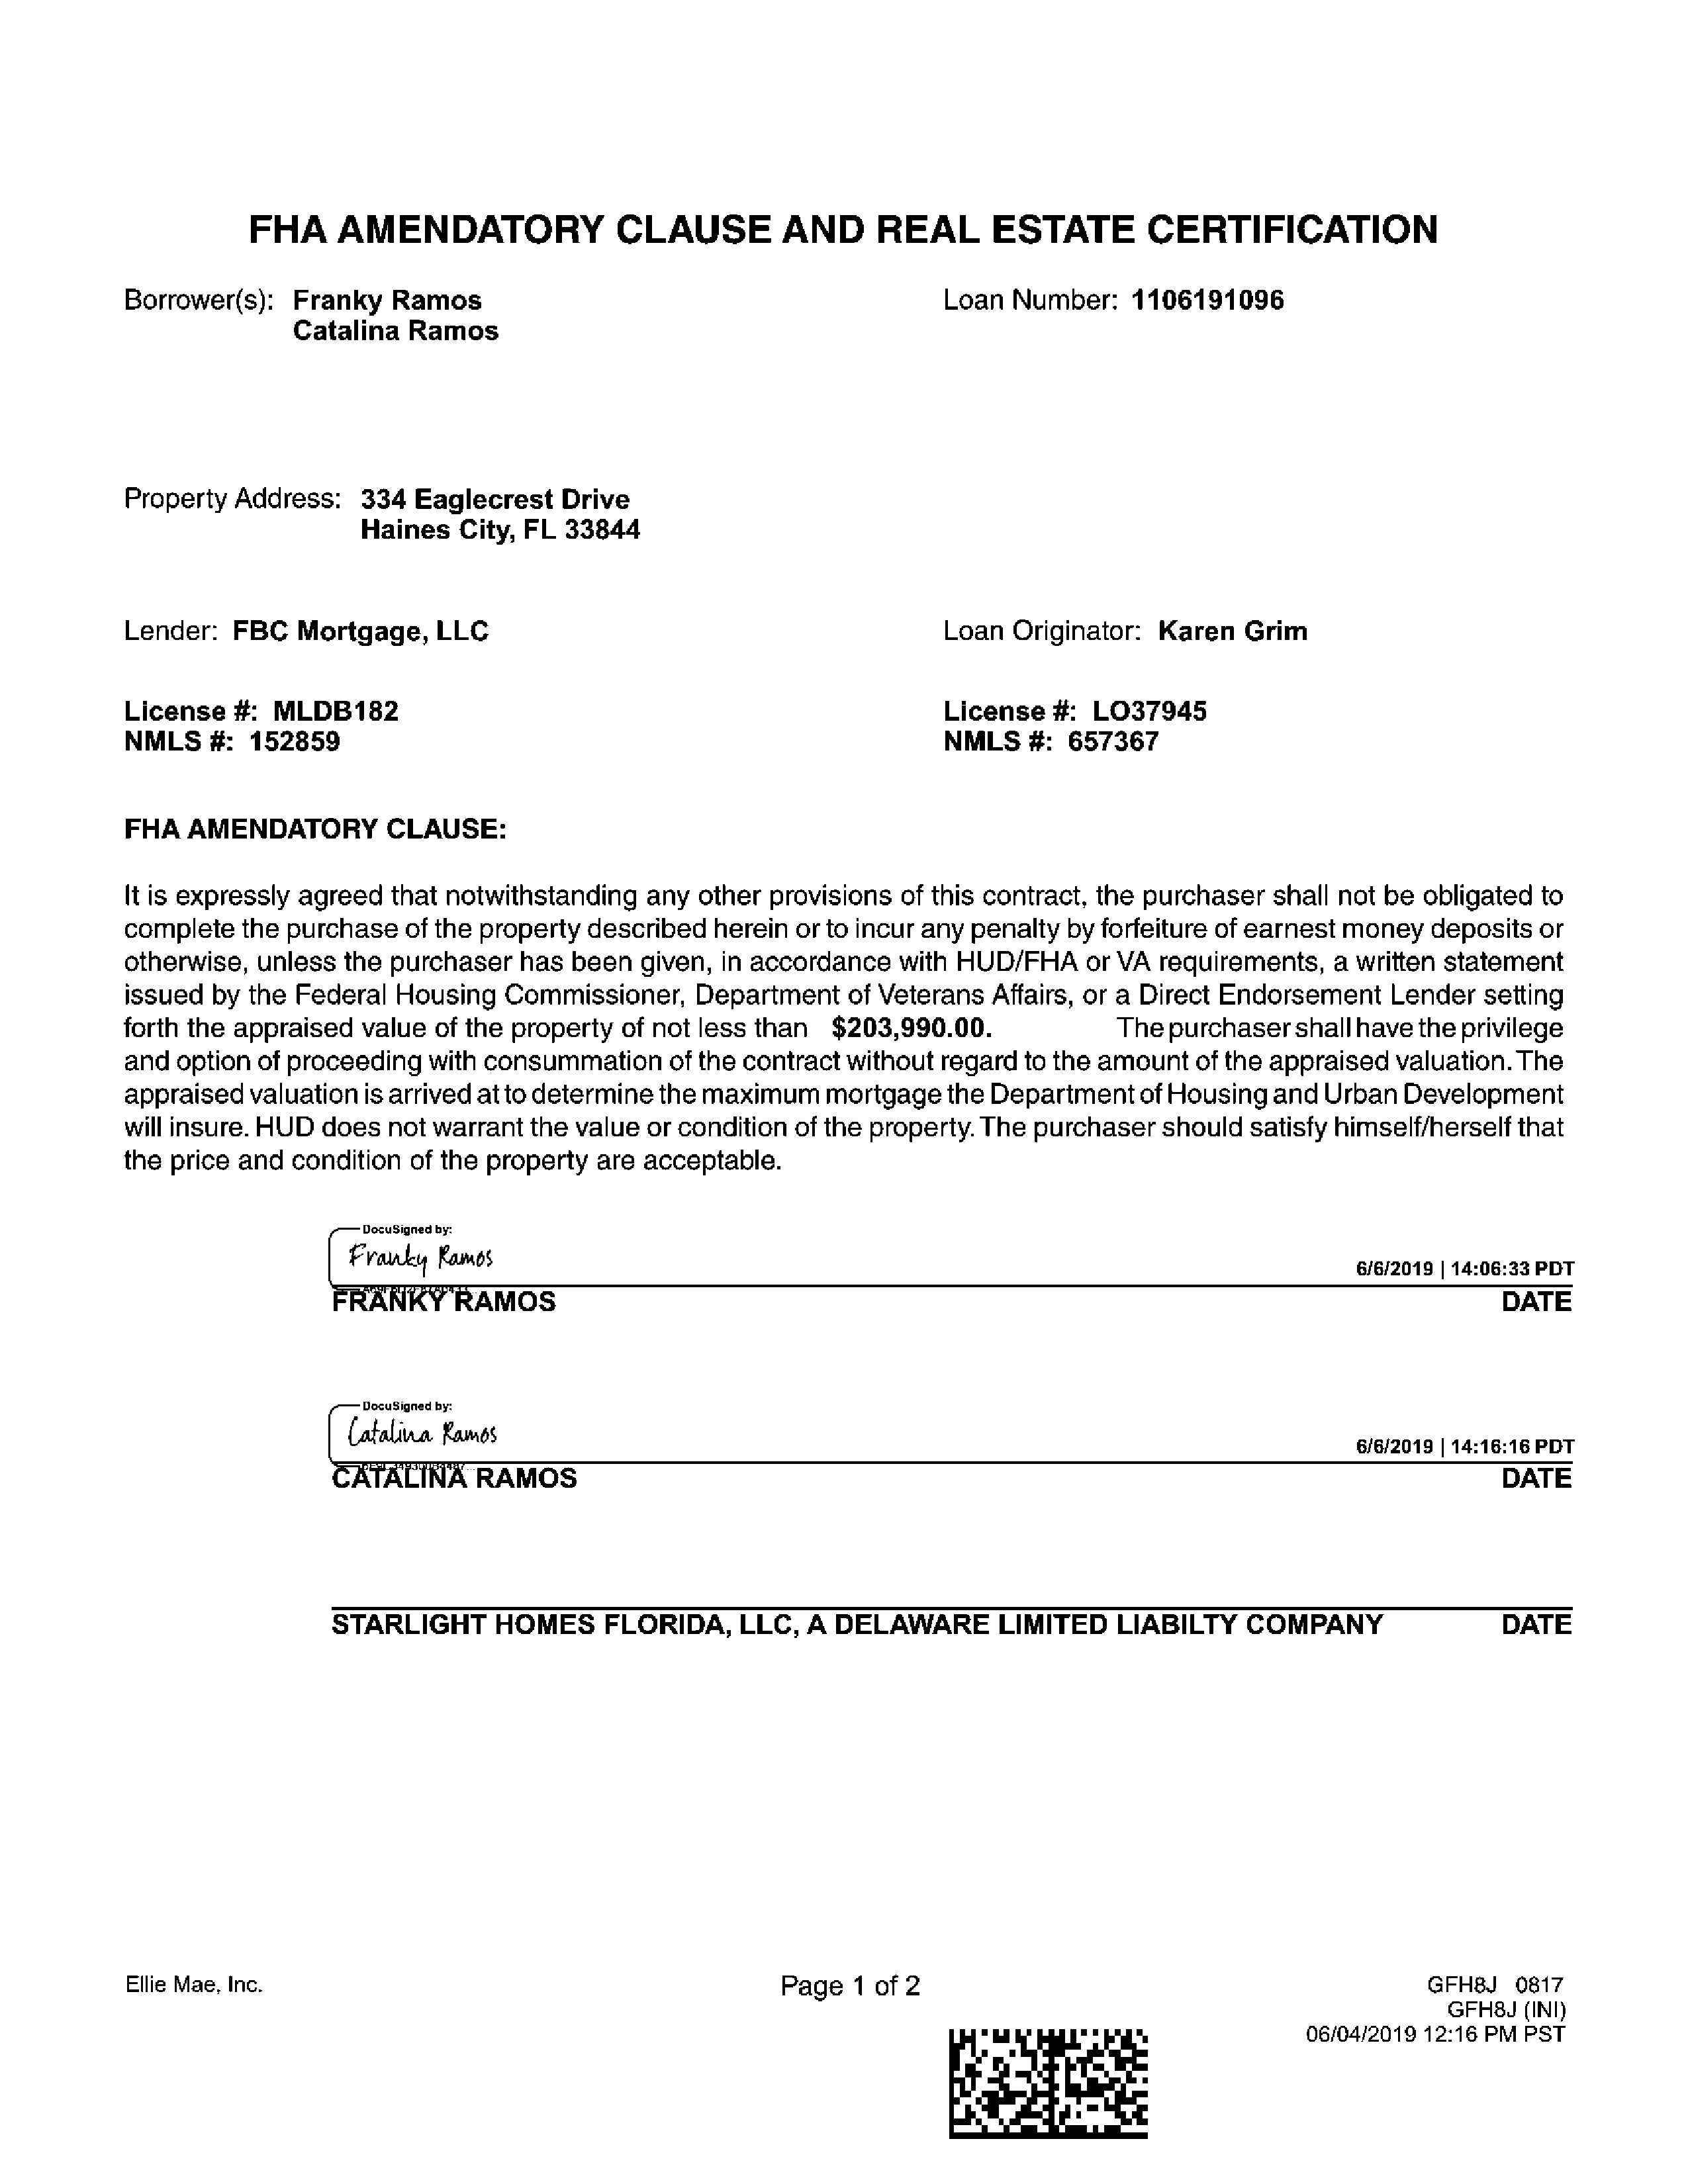 FHA AMENDATORY CLAUSE AND REAL ESTATE CERTIFICATION
Borrower(s): Franky Ramos Loan Number: 1106191096
Catalina Ramos
Property Address: 334 Eaglecrest Drive
Haines City, FL 33844
Lender: FBC Mortgage, LLC Loan Originator: Karen Grim
License #: MLDB182 License #: LO37945
NMLS #: 152859 NMLS #: 657367
FHA AMENDATORY CLAUSE:
It is expressly agreed that notwithstanding any other provisions of this contract, the purchaser shall not be obligated to
complete the purchase of the property described herein or to incur any penalty by forfeiture of earnest money deposits or
otherwise, unless the purchaser has been given, in accordance with HUD/FHA or VA requirements, a written statement
issued by the Federal Housing Commissioner, Department of Veterans Affairs, or a Direct Endorsement Lender setting
forth the appraised value of the property of not less than $203,990.00. The purchaser shall have the privilege
and option of proceeding with consummation of the contract without regard to the amount of the appraised valuation. The
appraised valuation is arrived at to determine the maximum mortgage the Department of Housing and Urban Development
will insure. HUD does not warrant the value or condition of the property. The purchaser should satisfy himself/herself that
the price and condition of the property are acceptable.
DocuSigned by:
Franky Ramos
6/6/2019 | 14:06:33 PDT
FRANKY RAMOS DATE
DocuSigned by:
Catalina Ramos
6/6/2019 | 14:16:16 PDT
CATALINA RAMOS DATE
STARLIGHT HOMES FLORIDA, LLC, A DELAWARE LIMITED LIABILTY COMPANY DATE
Ellie Mae, Inc. Page 1 of 2 GFH8J 0817
GFH8J (INI)
06/04/2019 12:16 PM PST